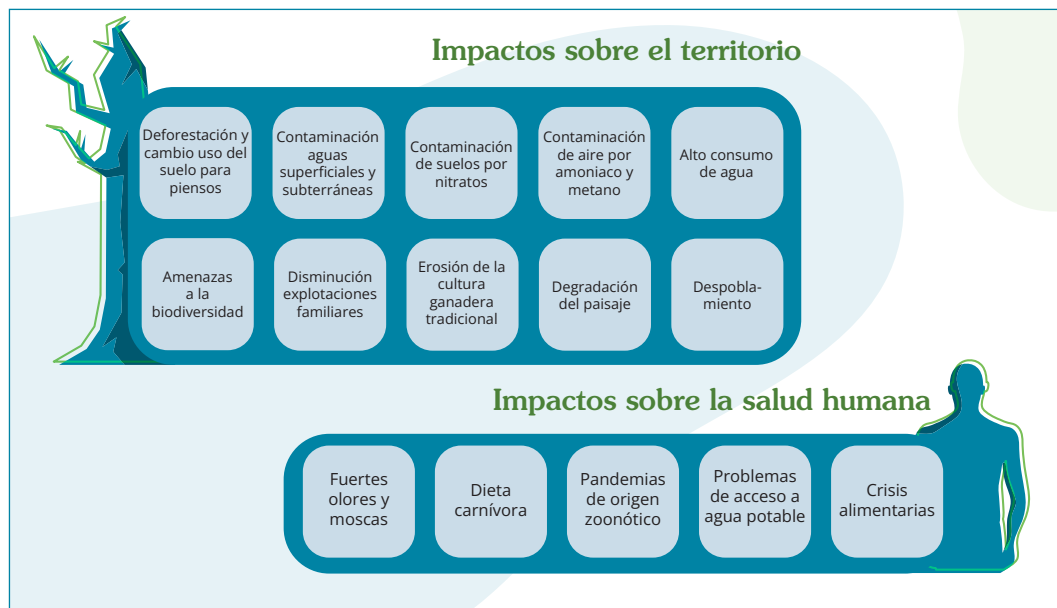 Impactos sobre el territorio
Deforestación y
cambio uso del
suelo para
piensos
Contaminación
aguas
superficiales y
subterráneas
Contaminación
de suelos por
nitratos
Contaminación
de aire por
amoniaco y
metano
Alto consumo
de agua
Amenazas
a la
biodiversidad
Disminución
explotaciones
familiares
Erosión de la
cultura
ganadera
tradicional
Degradación
del paisaje
Despobla-
miento
Impactos sobre la salud humana
Fuertes
olores y
moscas
Dieta
carnívora
Pandemias
de origen
zoonótico
Problemas
de acceso a
agua potable
Crisis
alimentarias